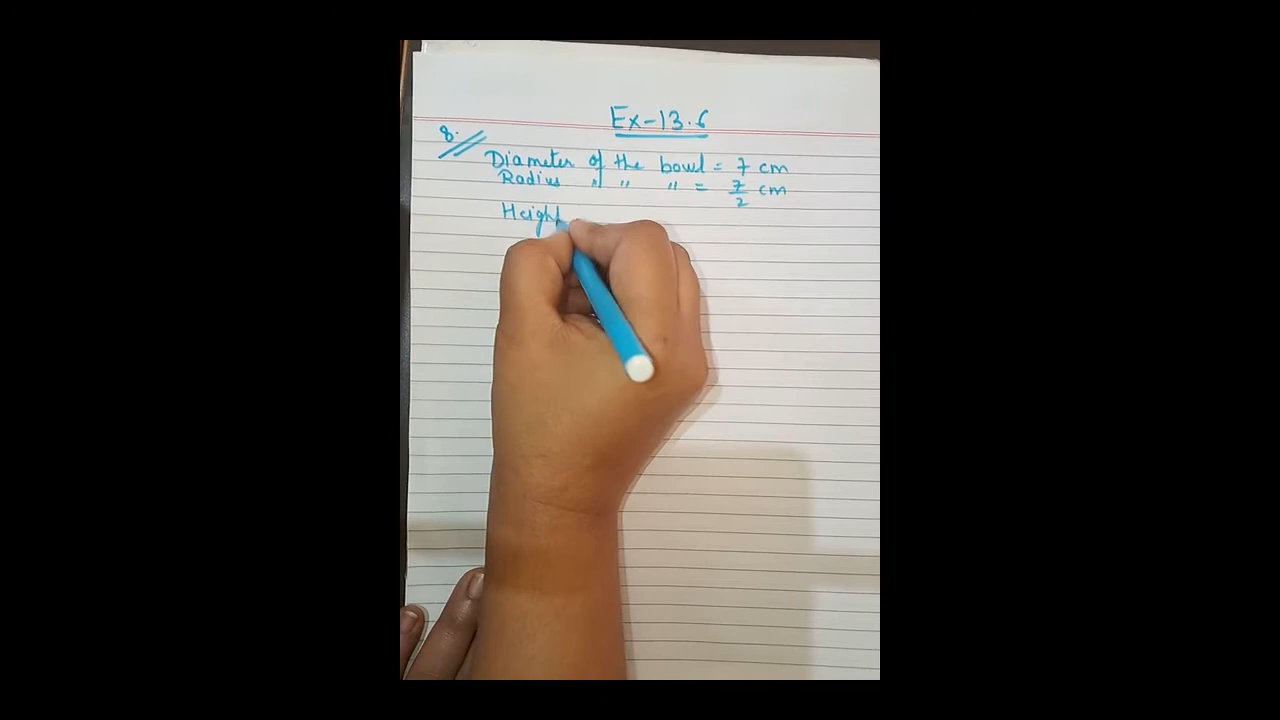 Ex-13.6
8.
Diameter of the bowl = 7 cm
Radius " " " = 7/2 cm
Height